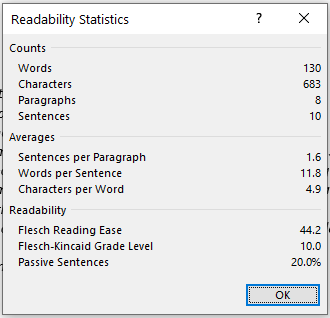 Readability Statistics ? ×
Counts
Words 130
Characters 683
Paragraphs 8
Sentences 10
Averages
Sentences per Paragraph 1.6
Words per Sentence 11.8
Characters per Word 4.9
Readability
Flesch Reading Ease 44.2
Flesch-Kincaid Grade Level 10.0
Passive Sentences 20.0%
OK